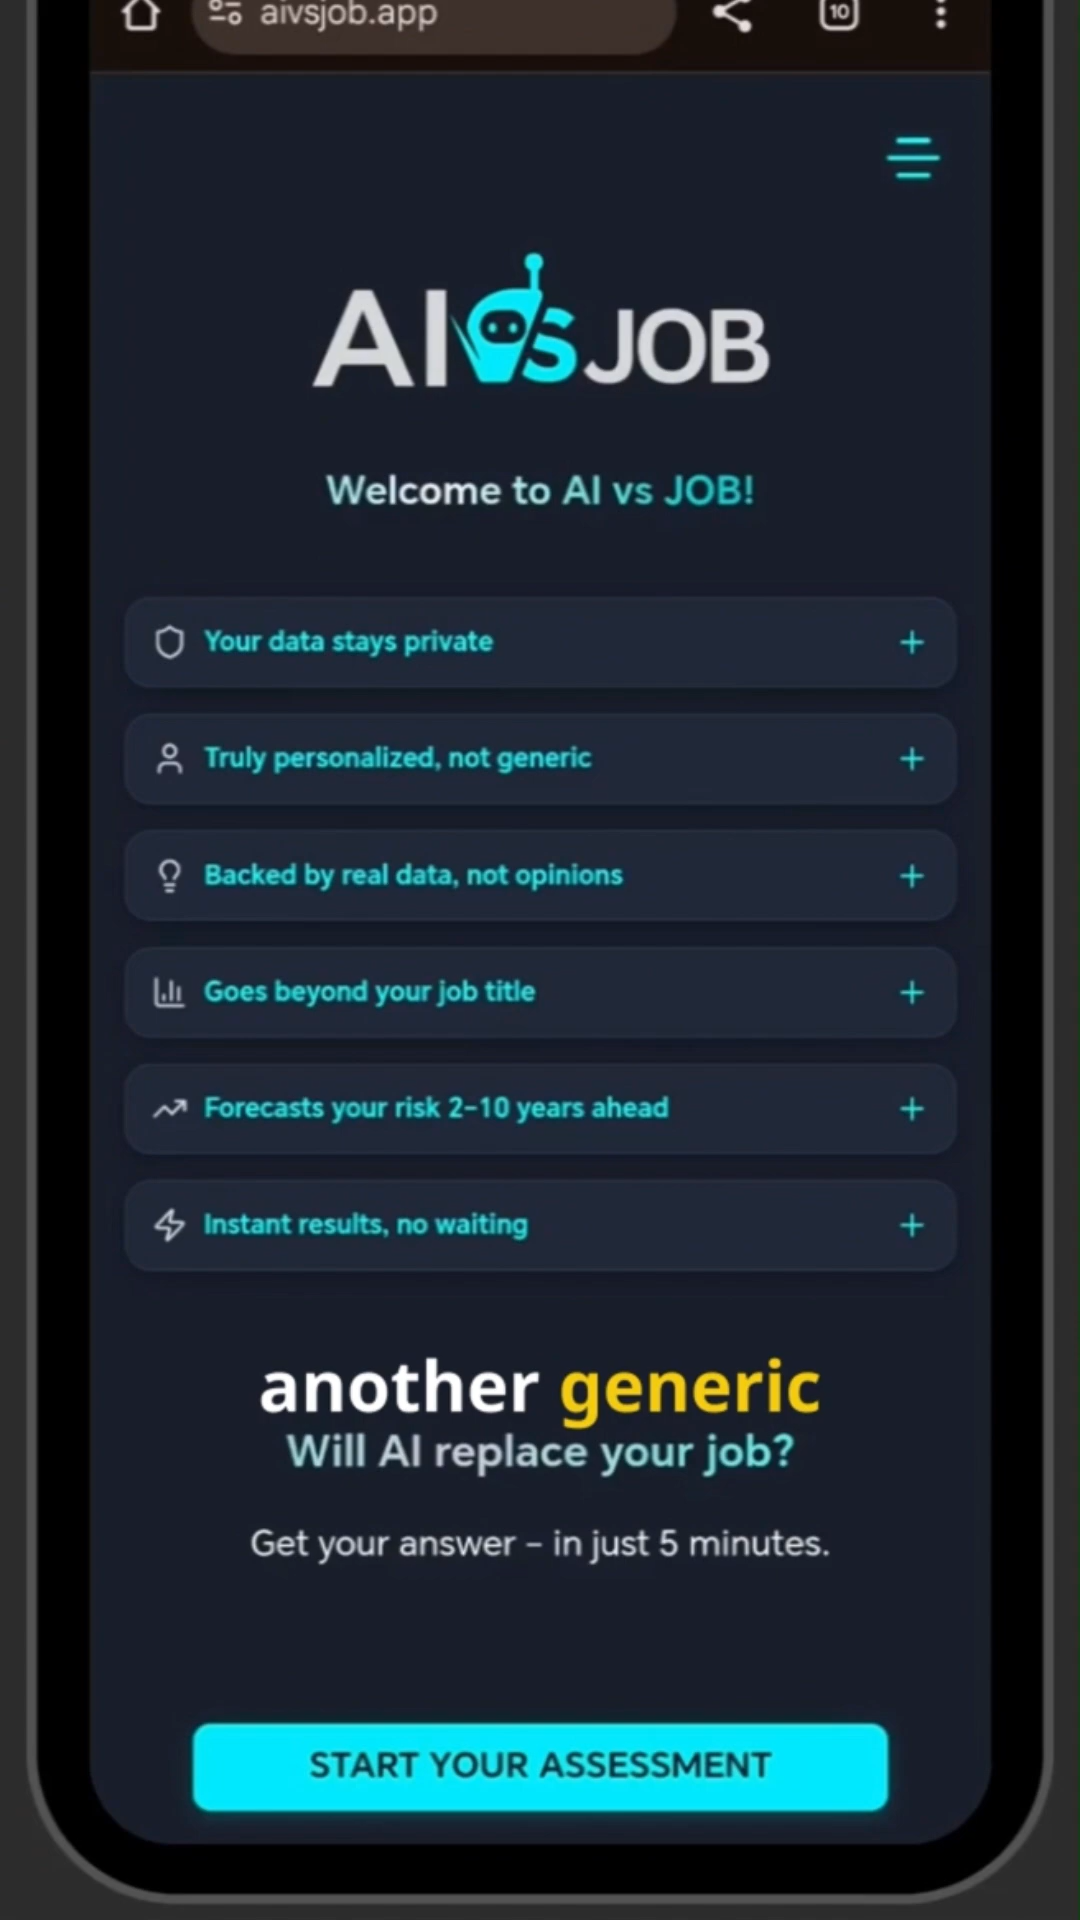 aivsjob.app
10
AI vs JOB
Welcome to AI vs JOB!
Your data stays private
Truly personalized, not generic
Backed by real data, not opinions
Goes beyond your job title
Forecasts your risk 2–10 years ahead
Instant results, no waiting
another generic
Will AI replace your job?
Get your answer – in just 5 minutes.
START YOUR ASSESSMENT